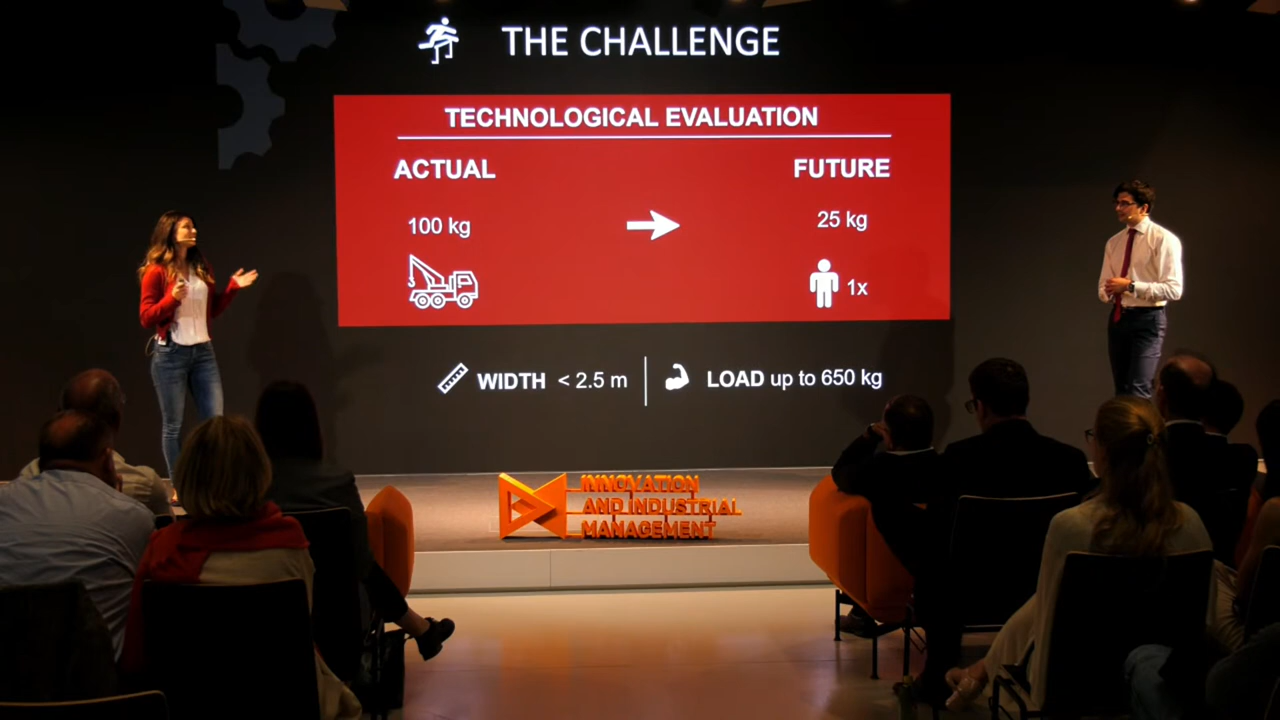 THE CHALLENGE
TECHNOLOGICAL EVALUATION
ACTUAL
FUTURE
100 kg
25 kg
1x
WIDTH < 2.5 m
LOAD up to 650 kg
INNOVATION
AND INDUSTRIAL
MANAGEMENT